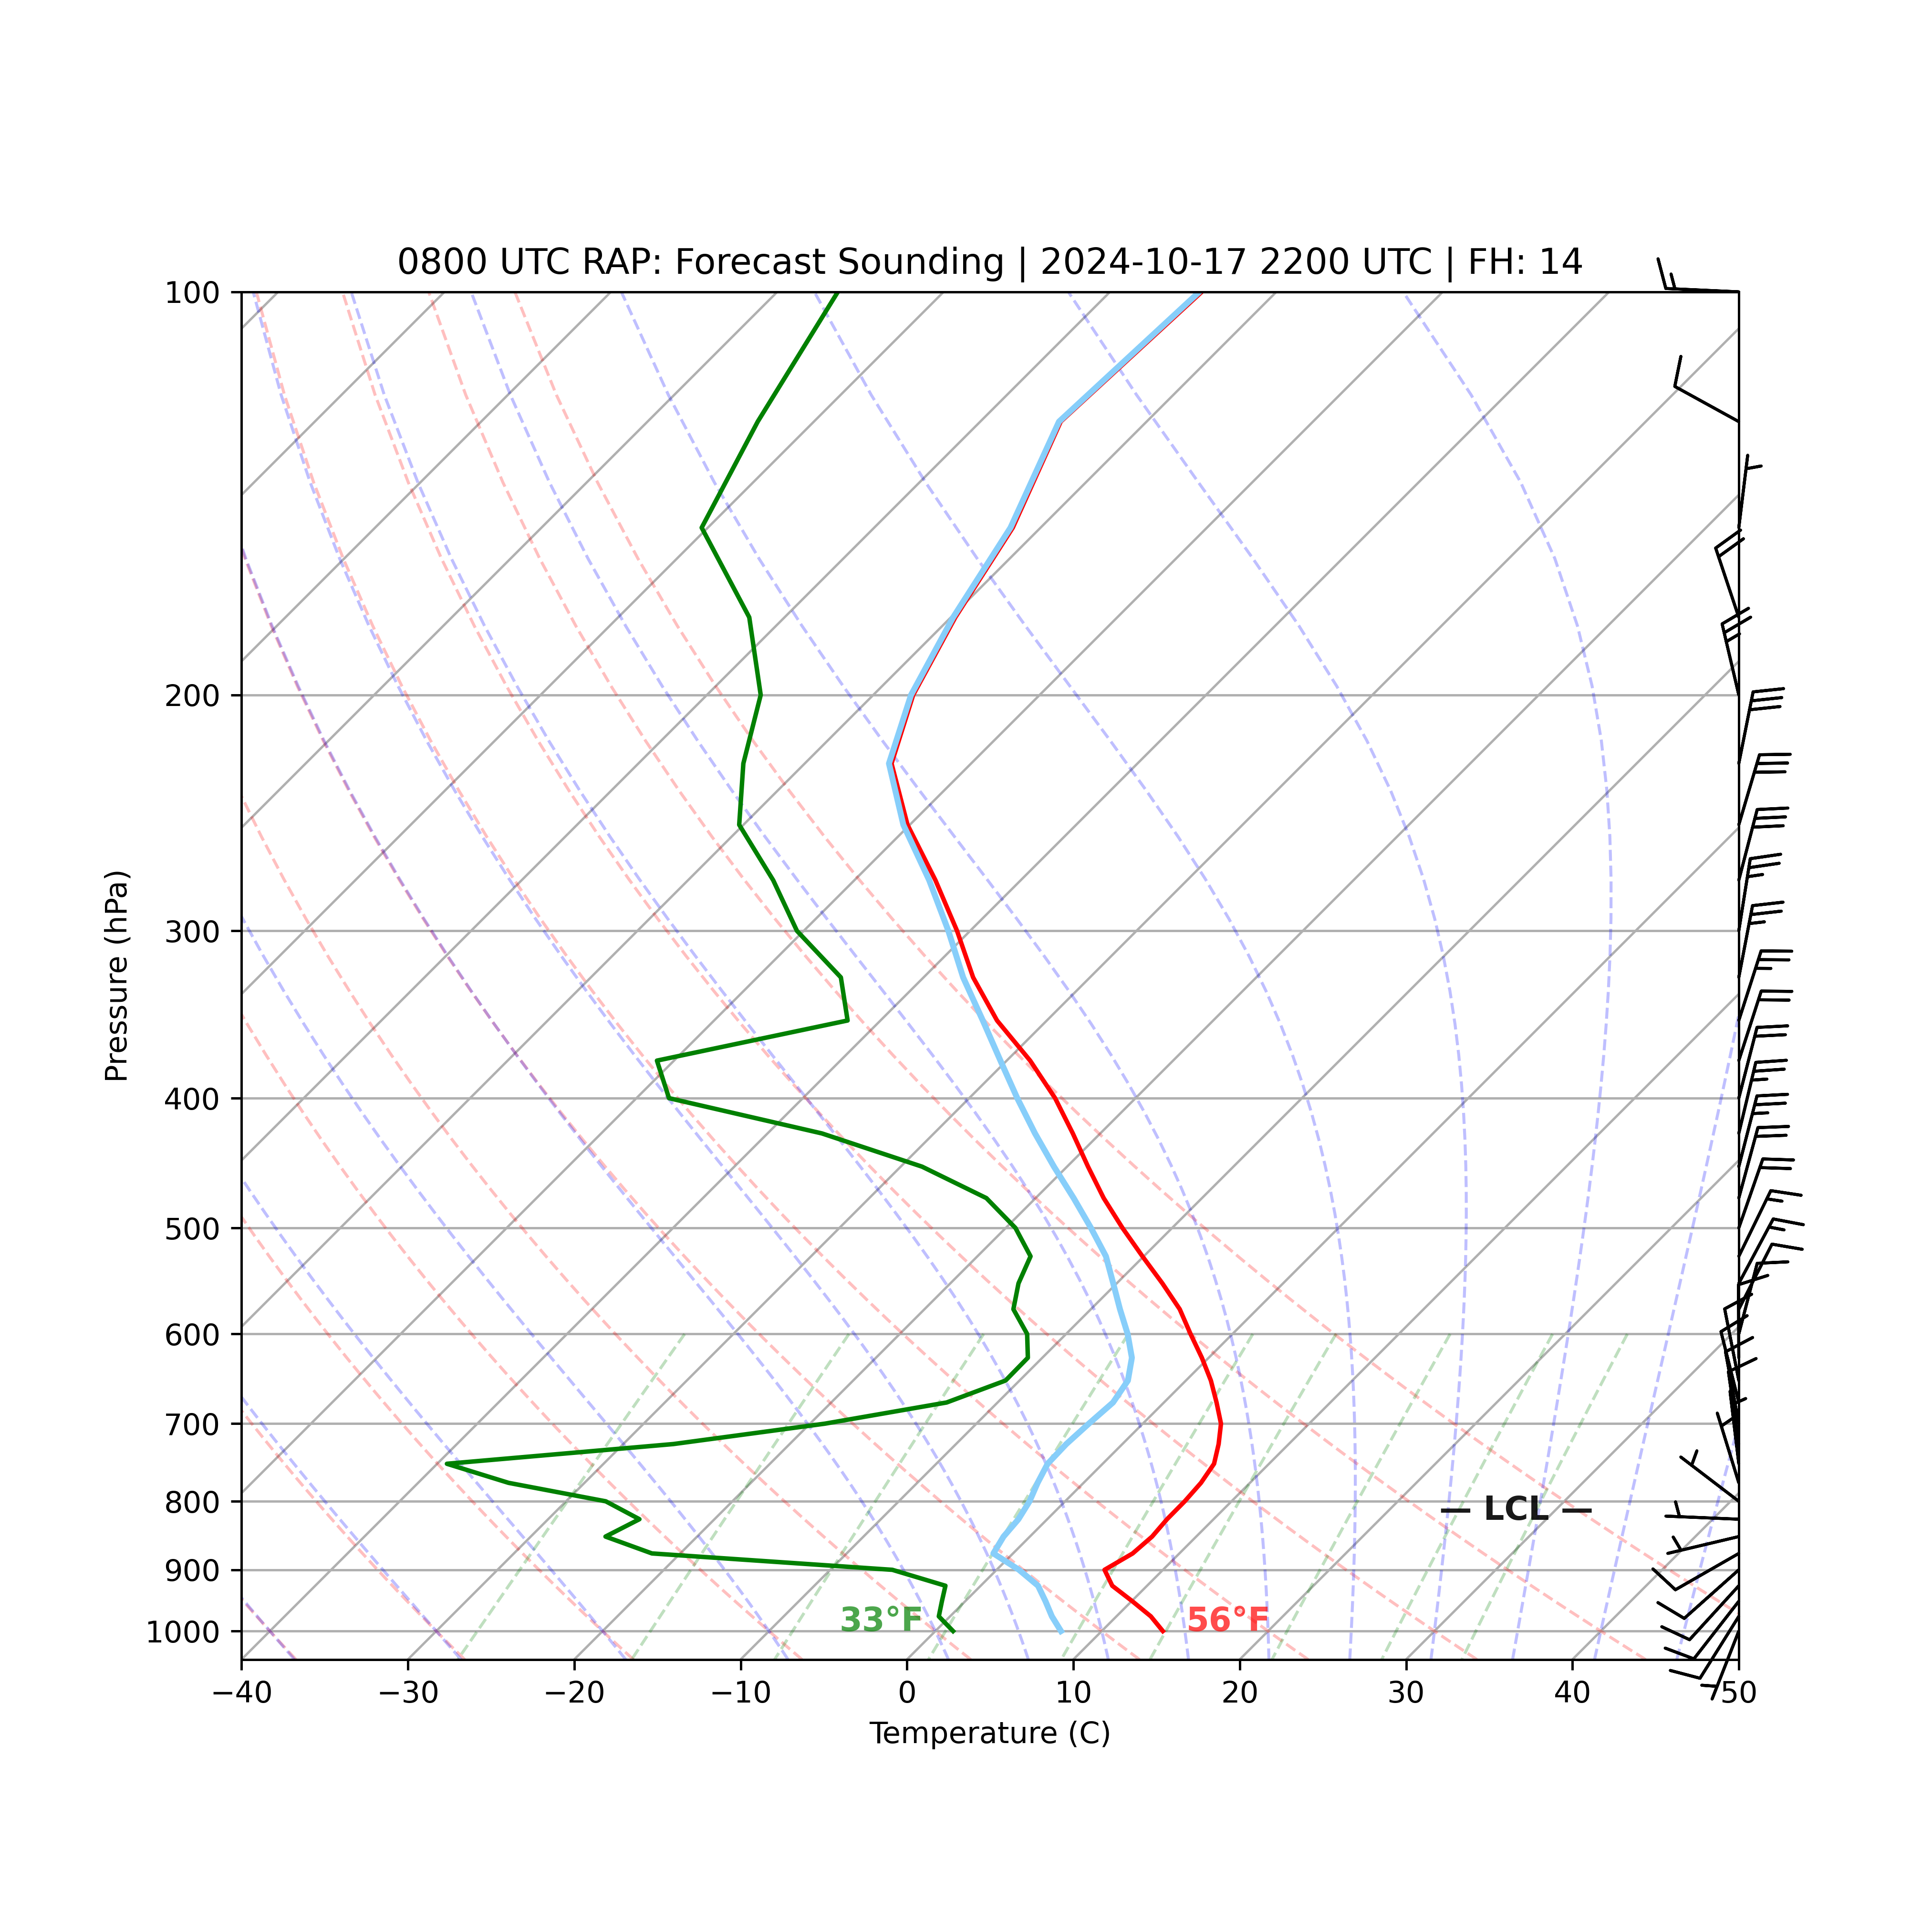 0800 UTC RAP: Forecast Sounding | 2024-10-17 2200 UTC | FH: 14
100
200
300
400
500
600
700
800
900
1000
Pressure (hPa)
— LCL —
33°F
56°F
−40 −30 −20 −10 0 10 20 30 40 50
Temperature (C)